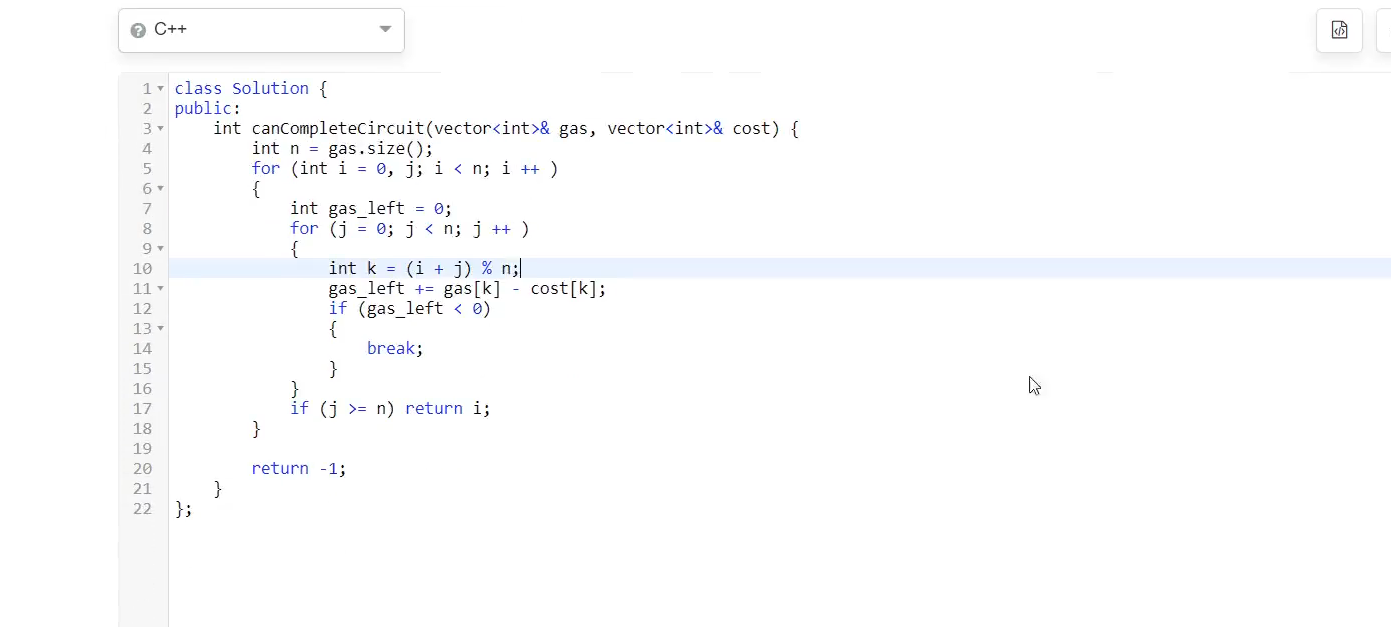 C++
1 class Solution {
2 public:
3     int canCompleteCircuit(vector<int>& gas, vector<int>& cost) {
4         int n = gas.size();
5         for (int i = 0, j; i < n; i ++ )
6         {
7             int gas_left = 0;
8             for (j = 0; j < n; j ++ )
9             {
10                 int k = (i + j) % n;
11                 gas_left += gas[k] - cost[k];
12                 if (gas_left < 0)
13                 {
14                     break;
15                 }
16             }
17             if (j >= n) return i;
18         }
19
20         return -1;
21     }
22 };